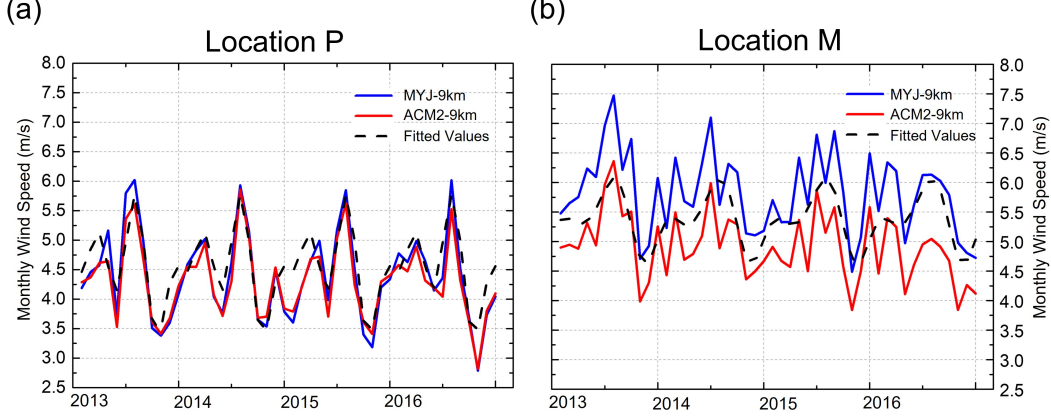 (a)
Location P
Monthly Wind Speed (m/s)
8.0
7.5
7.0
6.5
6.0
5.5
5.0
4.5
4.0
3.5
3.0
2.5
MYJ-9km
ACM2-9km
Fitted Values
2013
2014
2015
2016
(b)
Location M
MYJ-9km
ACM2-9km
Fitted Values
8.0
7.5
7.0
6.5
6.0
5.5
5.0
4.5
4.0
3.5
3.0
2.5
Monthly Wind Speed (m/s)
2013
2014
2015
2016